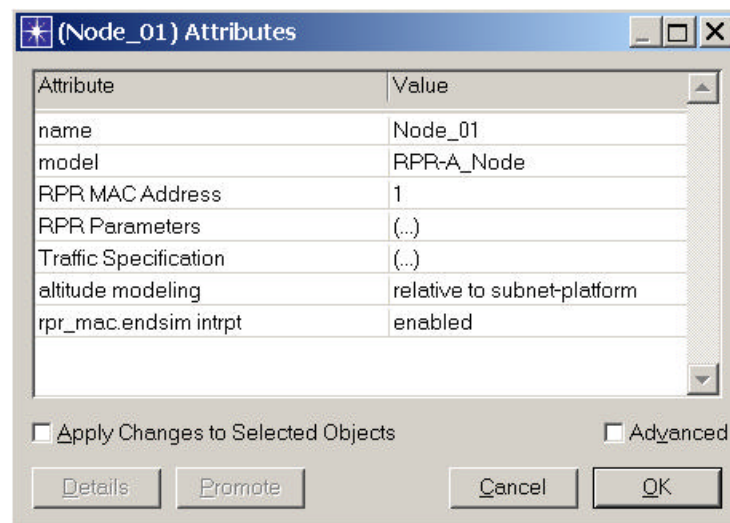 (Node_01) Attributes
Attribute Value
name Node_01
model RPR-A_Node
RPR MAC Address 1
RPR Parameters (...)
Traffic Specification (...)
altitude modeling relative to subnet-platform
rpr_mac.endsim intrpt enabled
Apply Changes to Selected Objects Advanced
Details Promote Cancel OK